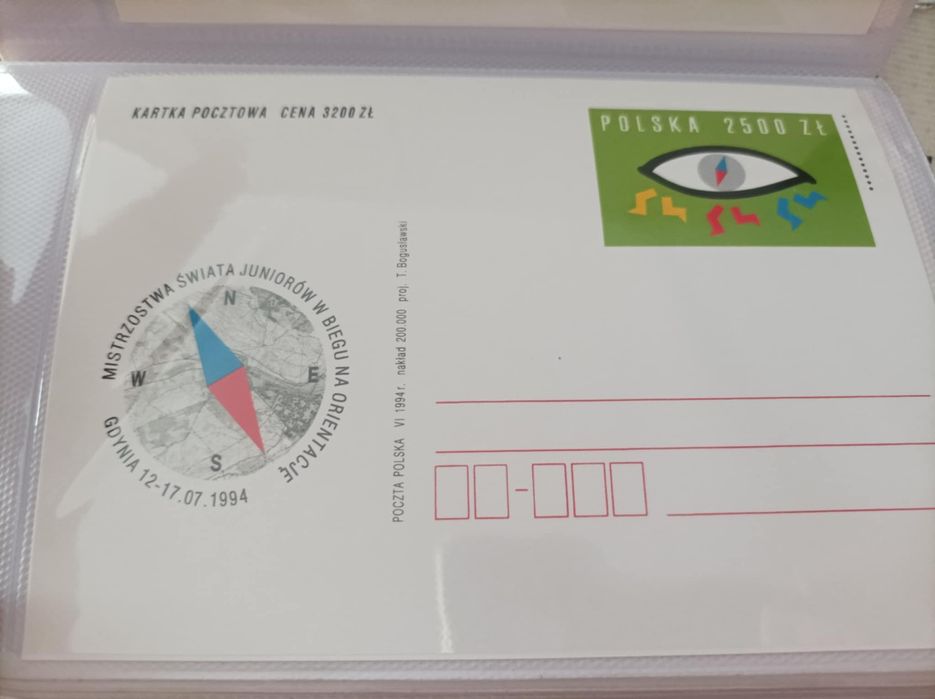 KARTKA POCZTOWA CENA 3200 ZŁ
POLSKA 2500 ZŁ
MISTRZOSTWA ŚWIATA JUNIORÓW W BIEGU NA ORIENTACJĘ
N
W
E
S
GDYNIA 12-17.07.1994
POCZTA POLSKA VI 1994 r. nakład 200.000 proj. T. Bogusławski